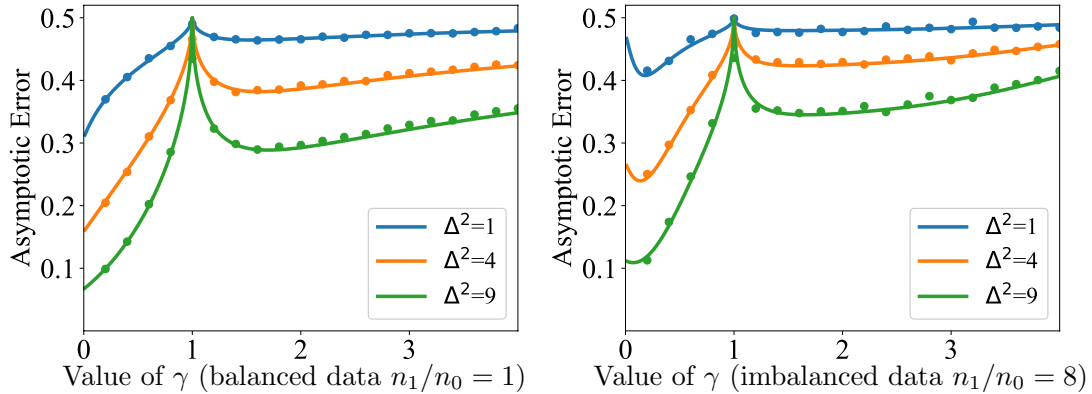 Asymptotic Error
0.5
0.4
0.3
0.2
0.1
0 1 2 3
Δ²=1
Δ²=4
Δ²=9
Value of γ (balanced data n₁/n₀ = 1)
Asymptotic Error
0.5
0.4
0.3
0.2
0.1
0 1 2 3
Δ²=1
Δ²=4
Δ²=9
Value of γ (imbalanced data n₁/n₀ = 8)